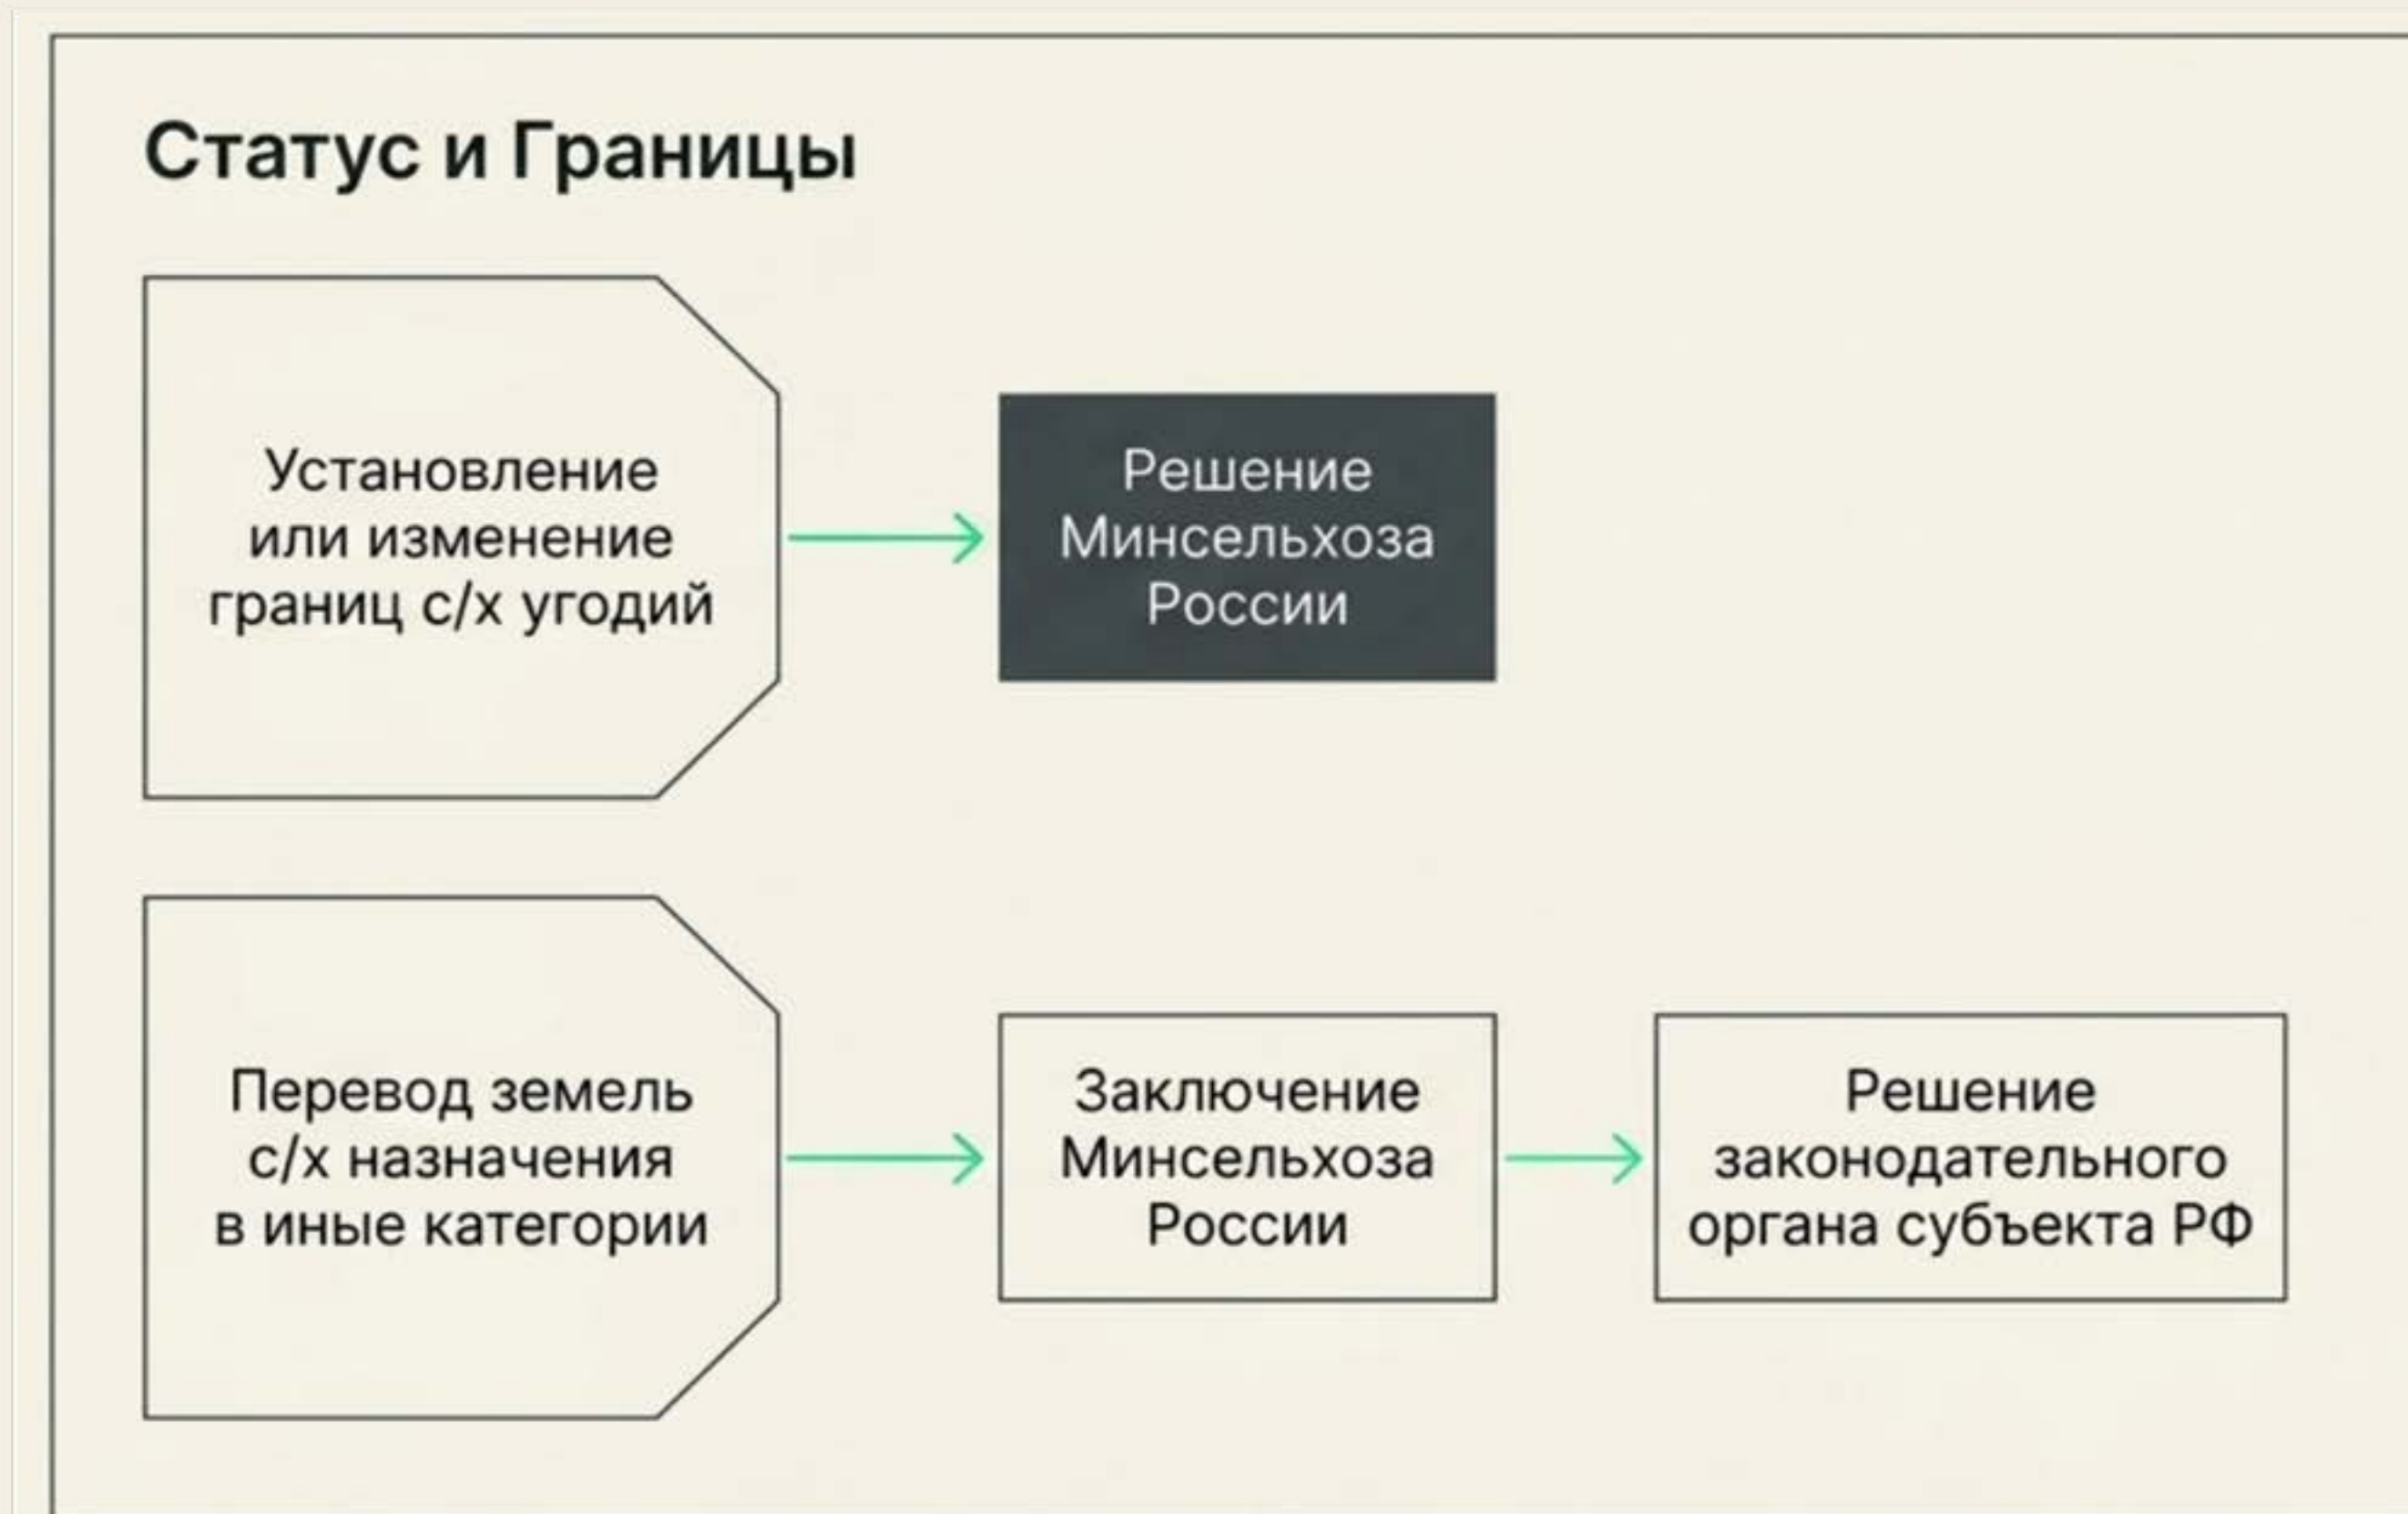 Статус и Границы
Установление
или изменение
границ с/х угодий
Решение
Минсельхоза
России
Перевод земель
с/х назначения
в иные категории
Заключение
Минсельхоза
России
Решение
законодательного
органа субъекта РФ